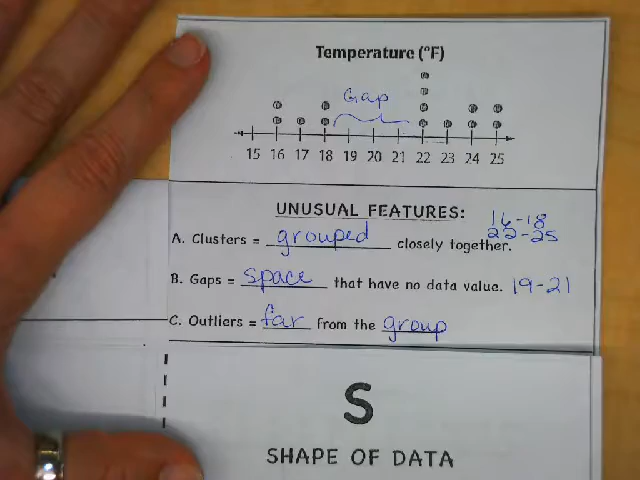 Temperature (°F)
Gap
15 16 17 18 19 20 21 22 23 24 25
UNUSUAL FEATURES:
16-18
22-25
A. Clusters = grouped closely together.
B. Gaps = space that have no data value. 19-21
C. Outliers = far from the group
S
SHAPE OF DATA